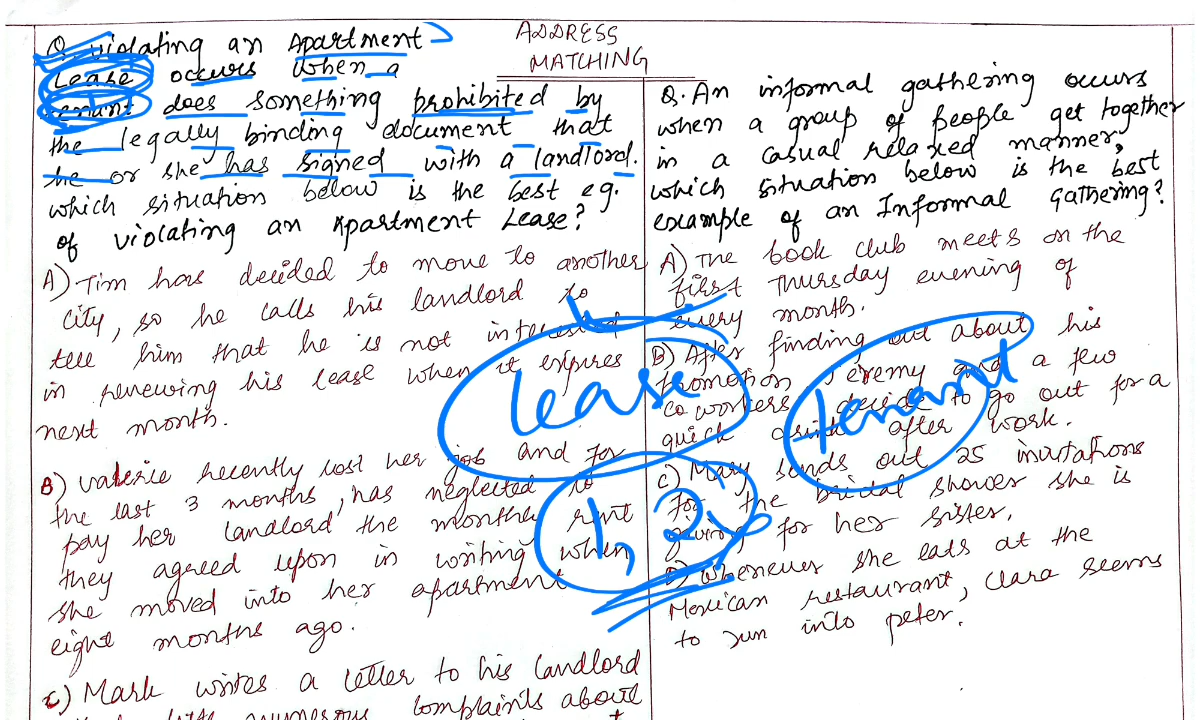 ADDRESS
MATCHING
Q. violating an Apartment
Lease occurs when a
tenant does something prohibited by
the legally binding document that
he or she has signed with a landlord.
which situation below is the best eg.
of violating an Apartment Lease?
A) Tim has decided to move to another
city, so he calls his landlord to
tell him that he is not interested
in renewing his lease when it expires
next month.
B) Valerie recently lost her job and for
the last 3 months, has neglected to
pay her landlord the monthly rent
they agreed upon in writing when
she moved into her apartment
eight months ago.
C) Mark writes a letter to his landlord
numerous complaints about
Q. An informal gathering occurs
when a group of people get together
in a casual relaxed manner,
which situation below is the best
example of an Informal Gathering?
A) The book club meets on the
first Thursday evening of
every month.
B) After finding out about his
promotion, Jeremy and a few
coworkers decide to go out for a
quick drink after work.
C) Mary sends out 25 invitations
for the bridal shower she is
giving for her sister.
D) Whenever she eats at the
Mexican restaurant, Clara seems
to run into peter.
Lease
tenant
1, 2